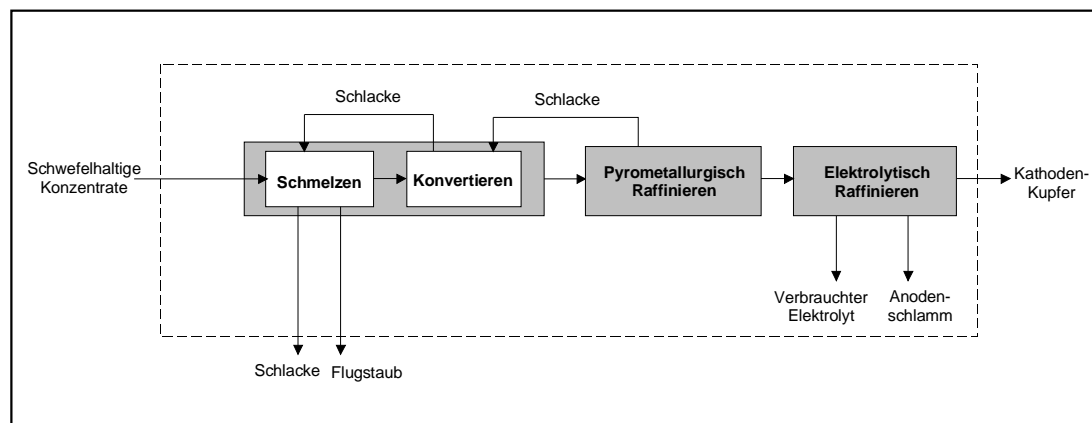 Schlacke
Schlacke
Schwefelhaltige
Konzentrate
Schmelzen
Konvertieren
Pyrometallurgisch
Raffinieren
Elektrolytisch
Raffinieren
Kathoden-
Kupfer
Verbrauchter
Elektrolyt
Anoden-
schlamm
Schlacke
Flugstaub